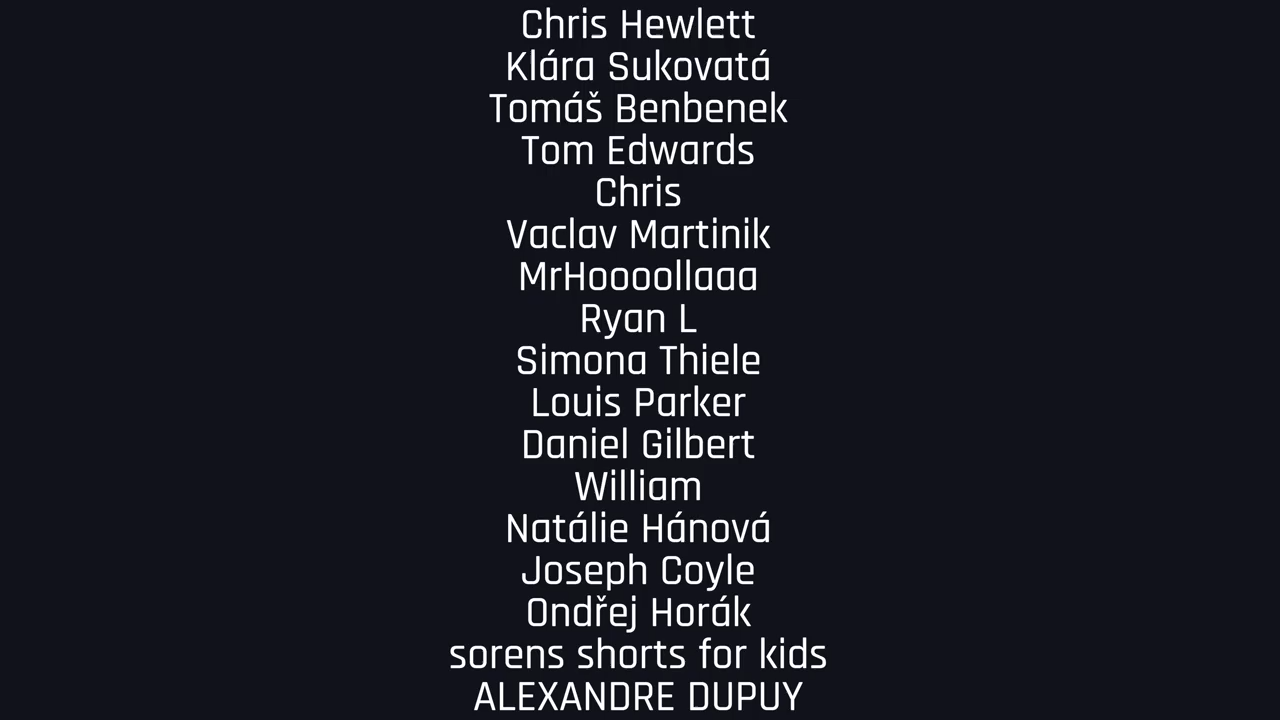 Chris Hewlett
Klára Sukovatá
Tomáš Benbenek
Tom Edwards
Chris
Vaclav Martinik
MrHoooollaaa
Ryan L
Simona Thiele
Louis Parker
Daniel Gilbert
William
Natálie Hánová
Joseph Coyle
Ondřej Horák
sorens shorts for kids
ALEXANDRE DUPUY